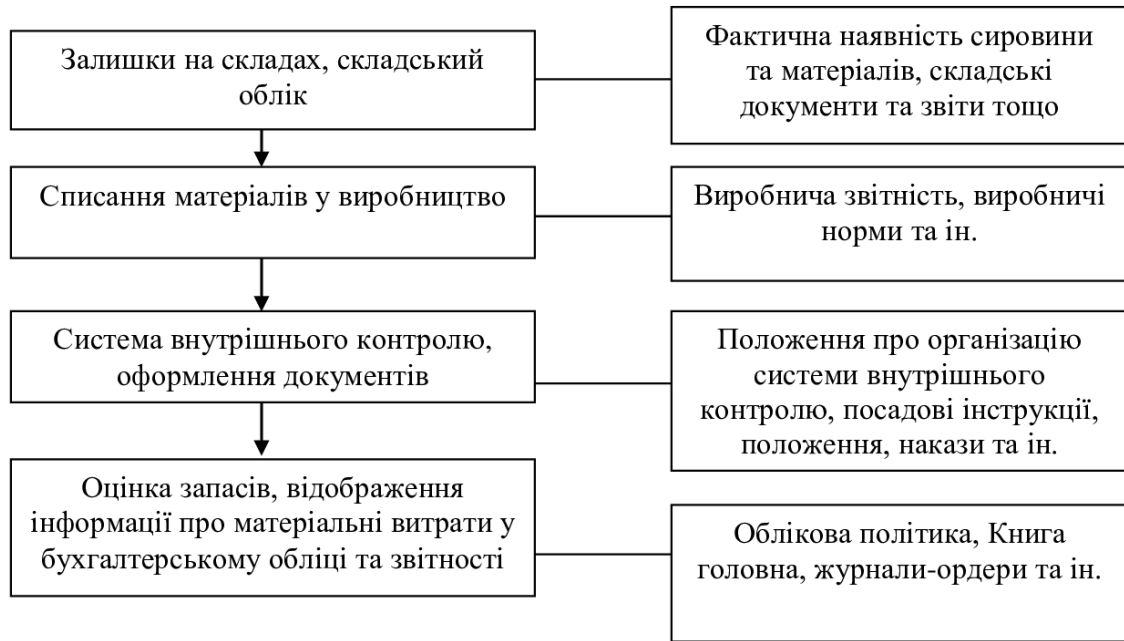 Залишки на складах, складський
облік
Фактична наявність сировини
та матеріалів, складські
документи та звіти тощо
Списання матеріалів у виробництво
Виробнича звітність, виробничі
норми та ін.
Система внутрішнього контролю,
оформлення документів
Положення про організацію
системи внутрішнього
контролю, посадові інструкції,
положення, накази та ін.
Оцінка запасів, відображення
інформації про матеріальні витрати у
бухгалтерському обліці та звітності
Облікова політика, Книга
головна, журнали-ордери та ін.